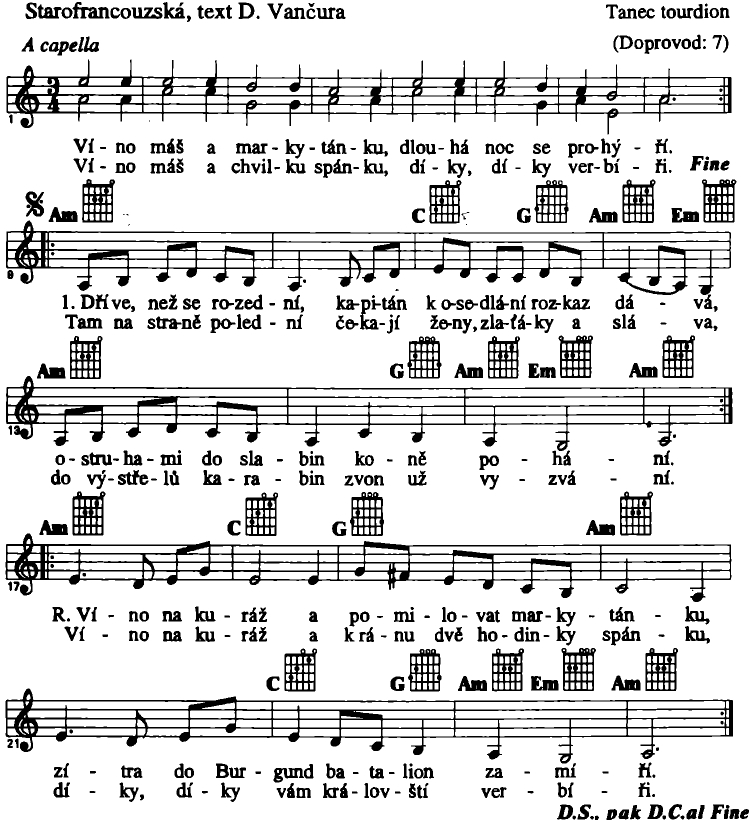 Starofrancouzská, text D. Vančura Tanec tourdion
A capella (Doprovod: 7)
3
4
1
Ví - no máš a mar - ky - tán - ku, dlou - há noc se pro - hý - ří.
Ví - no máš a chvil - ku spán - ku, dí - ky, dí - ky ver - bí - ři. Fine
Am C G Am Em
9
1. Dří ve, než se ro - ze d - ní, ka - pi - tán k o - se - dlá - ní roz - kaz dá - vá,
Tam na stra - ně po - led - ní če - ka - jí že - ny, zla - ťá - ky a slá - va,
Am G Am Em Am
13
o - stru - ha - mi do sla - bin ko - ně po - há - ní.
do vý - stře - lů ka - ra - bin zvon už vy - zvá - ní.
Am C G Am
17
R. Ví - no na ku - ráž a po - mi - lo - vat mar - ky - tán - ku,
Ví - no na ku - ráž a k rá - nu dvě ho - din - ky spán - ku,
C G Am Em Am
21
zí - tra do Bur - gund ba - ta - lion za - mí - ří.
dí - ky, dí - ky vám krá - lov - ští ver - bí - ři.
D.S., pak D.C.al Fine